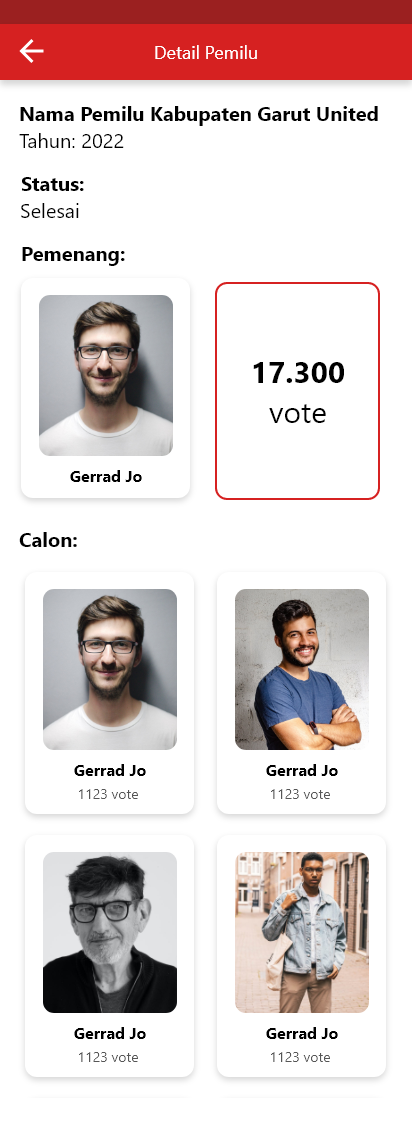 Detail Pemilu
Nama Pemilu Kabupaten Garut United
Tahun: 2022
Status:
Selesai
Pemenang:
Gerrad Jo
17.300
vote
Calon:
Gerrad Jo
1123 vote
Gerrad Jo
1123 vote
Gerrad Jo
1123 vote
Gerrad Jo
1123 vote